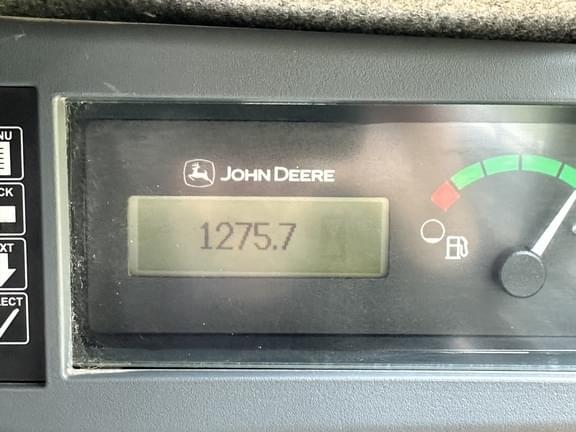 JOHN DEERE
1275.7
NU
CK
XT
LECT